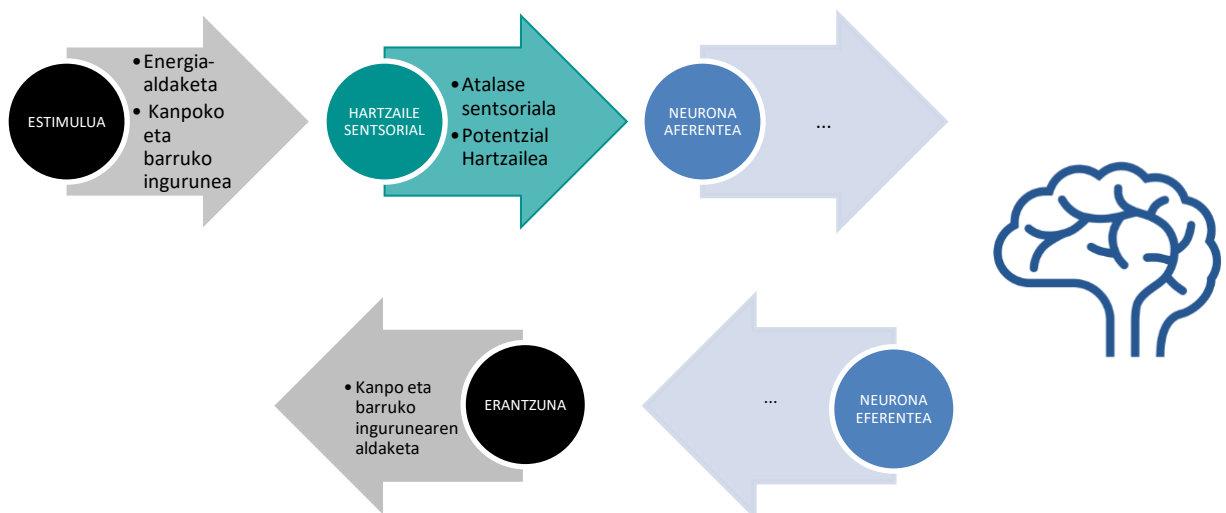 ESTIMULUA
•Energia-
aldaketa
•Kanpoko
eta
barruko
ingurunea
HARTZAILE
SENTSORIAL
•Atalase
sentsoriala
•Potentzial
Hartzailea
NEURONA
AFERENTEA
...
NEURONA
EFERENTEA
...
ERANTZUNA
•Kanpo eta
barruko
ingurunearen
aldaketa